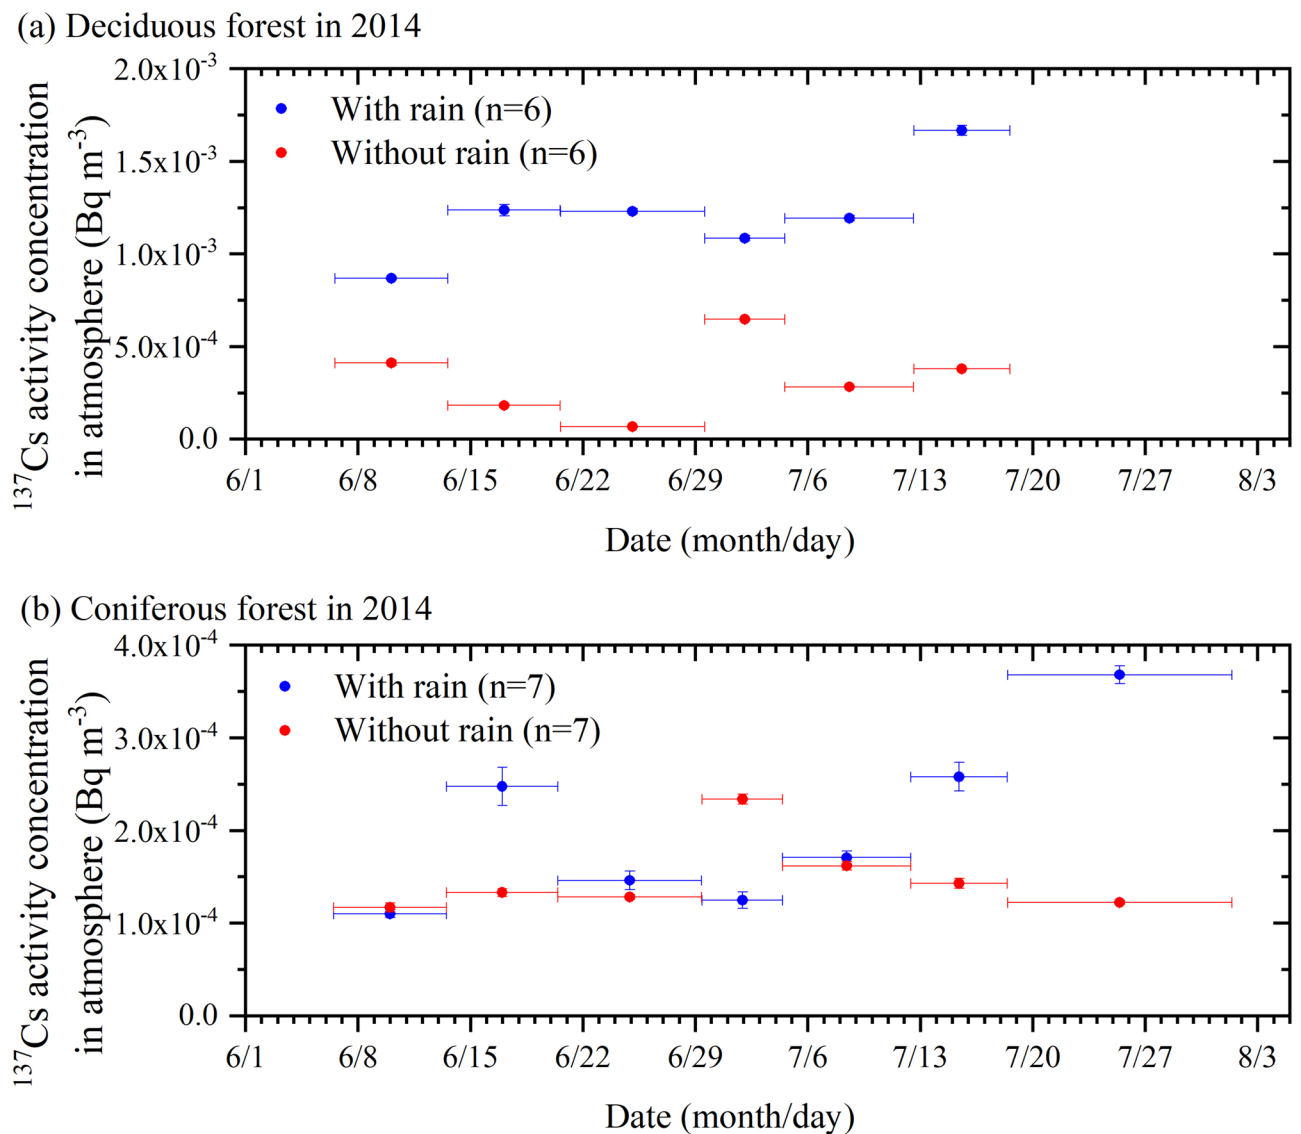 (a) Deciduous forest in 2014
¹³⁷Cs activity concentration
in atmosphere (Bq m⁻³)
2.0x10⁻³
1.5x10⁻³
1.0x10⁻³
5.0x10⁻⁴
0.0
With rain (n=6)
Without rain (n=6)
6/1 6/8 6/15 6/22 6/29 7/6 7/13 7/20 7/27 8/3
Date (month/day)
(b) Coniferous forest in 2014
¹³⁷Cs activity concentration
in atmosphere (Bq m⁻³)
4.0x10⁻⁴
3.0x10⁻⁴
2.0x10⁻⁴
1.0x10⁻⁴
0.0
With rain (n=7)
Without rain (n=7)
6/1 6/8 6/15 6/22 6/29 7/6 7/13 7/20 7/27 8/3
Date (month/day)